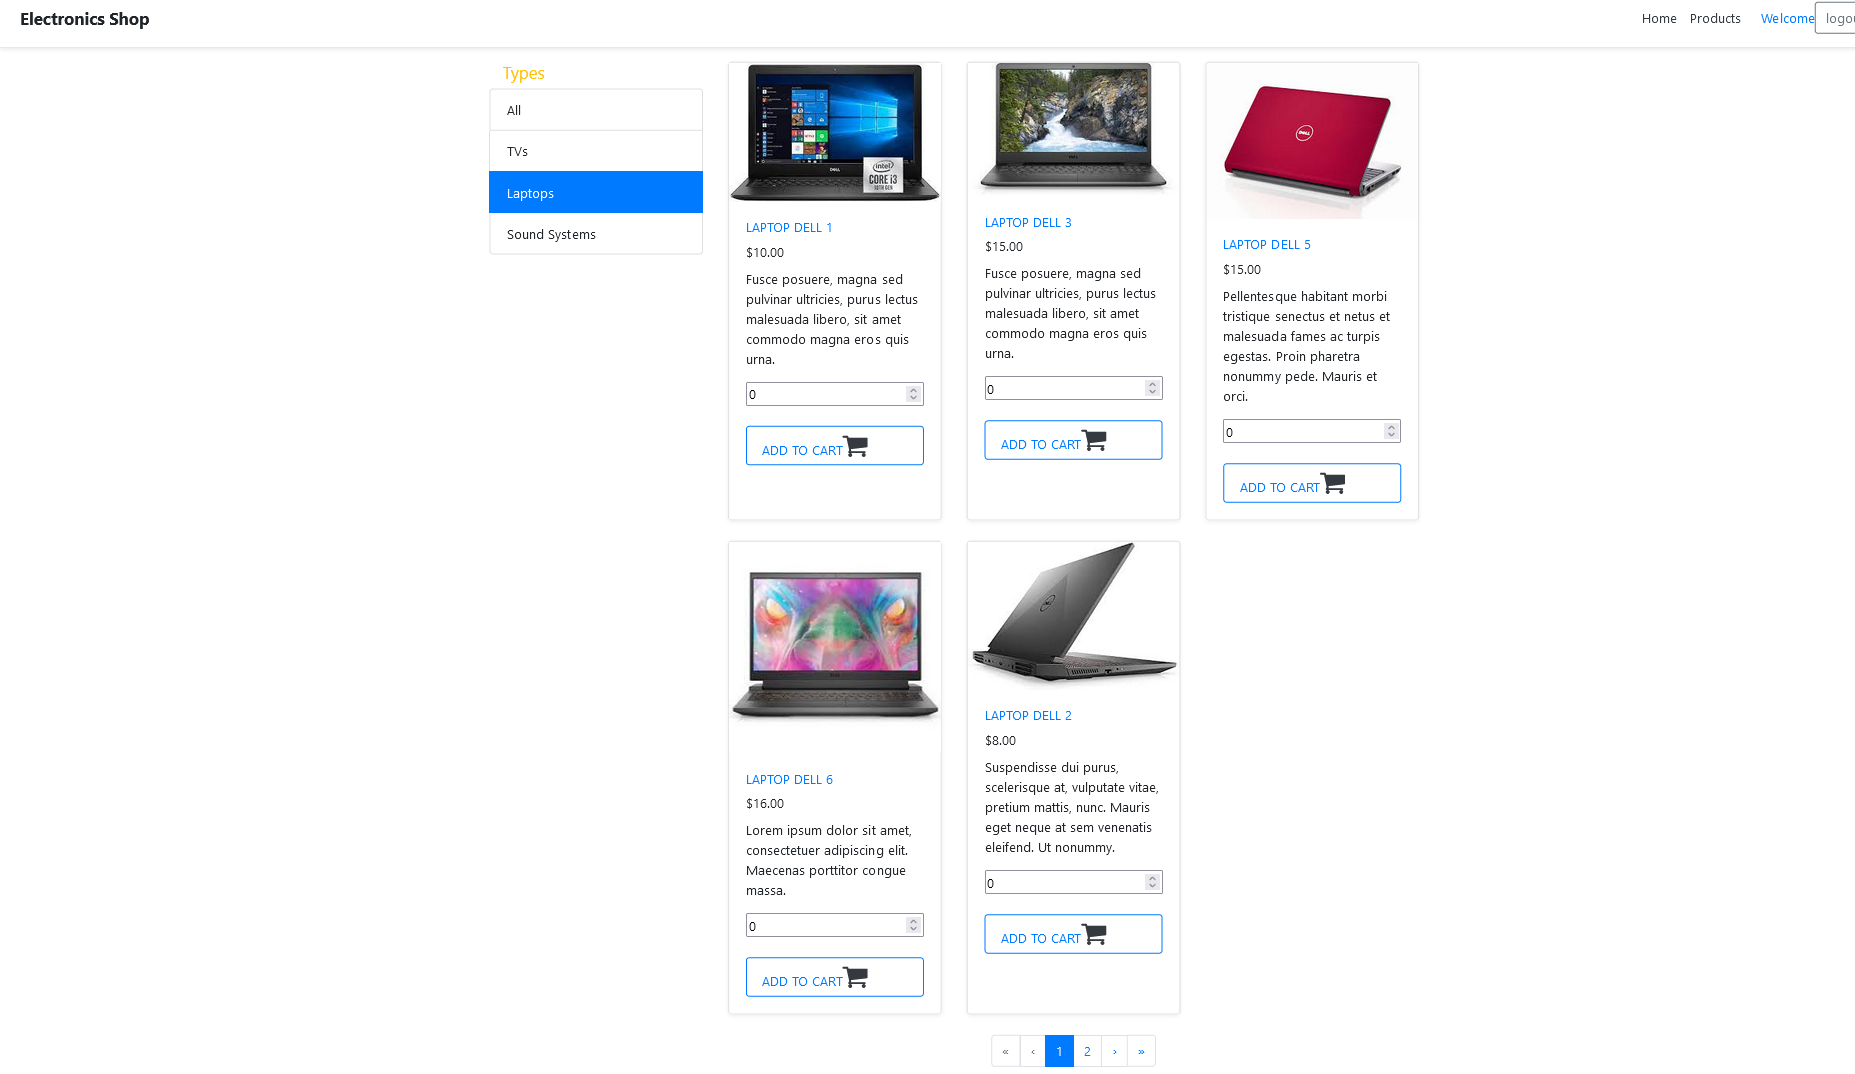 Electronics Shop
Home Products Welcome logou
Types
All
TVs
Laptops
Sound Systems
intel
CORE i3
10TH GEN
DELL
LAPTOP DELL 1
$10.00
Fusce posuere, magna sed
pulvinar ultricies, purus lectus
malesuada libero, sit amet
commodo magna eros quis
urna.
0
ADD TO CART
LAPTOP DELL 3
$15.00
Fusce posuere, magna sed
pulvinar ultricies, purus lectus
malesuada libero, sit amet
commodo magna eros quis
urna.
0
ADD TO CART
DELL
LAPTOP DELL 5
$15.00
Pellentesque habitant morbi
tristique senectus et netus et
malesuada fames ac turpis
egestas. Proin pharetra
nonummy pede. Mauris et
orci.
0
ADD TO CART
LAPTOP DELL 6
$16.00
Lorem ipsum dolor sit amet,
consectetuer adipiscing elit.
Maecenas porttitor congue
massa.
0
ADD TO CART
LAPTOP DELL 2
$8.00
Suspendisse dui purus,
scelerisque at, vulputate vitae,
pretium mattis, nunc. Mauris
eget neque at sem venenatis
eleifend. Ut nonummy.
0
ADD TO CART
« ‹ 1 2 › »